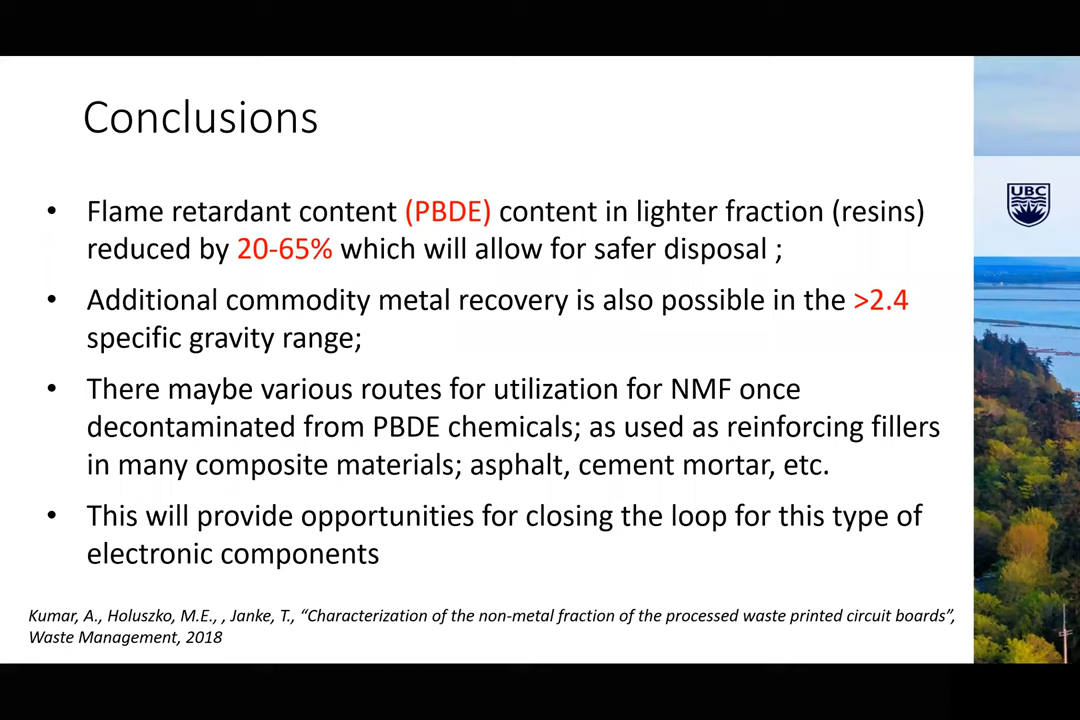 Conclusions
• Flame retardant content (PBDE) content in lighter fraction (resins)
reduced by 20-65% which will allow for safer disposal ;
• Additional commodity metal recovery is also possible in the >2.4
specific gravity range;
• There maybe various routes for utilization for NMF once
decontaminated from PBDE chemicals; as used as reinforcing fillers
in many composite materials; asphalt, cement mortar, etc.
• This will provide opportunities for closing the loop for this type of
electronic components
Kumar, A., Holuszko, M.E., , Janke, T., “Characterization of the non-metal fraction of the processed waste printed circuit boards”,
Waste Management, 2018
UBC